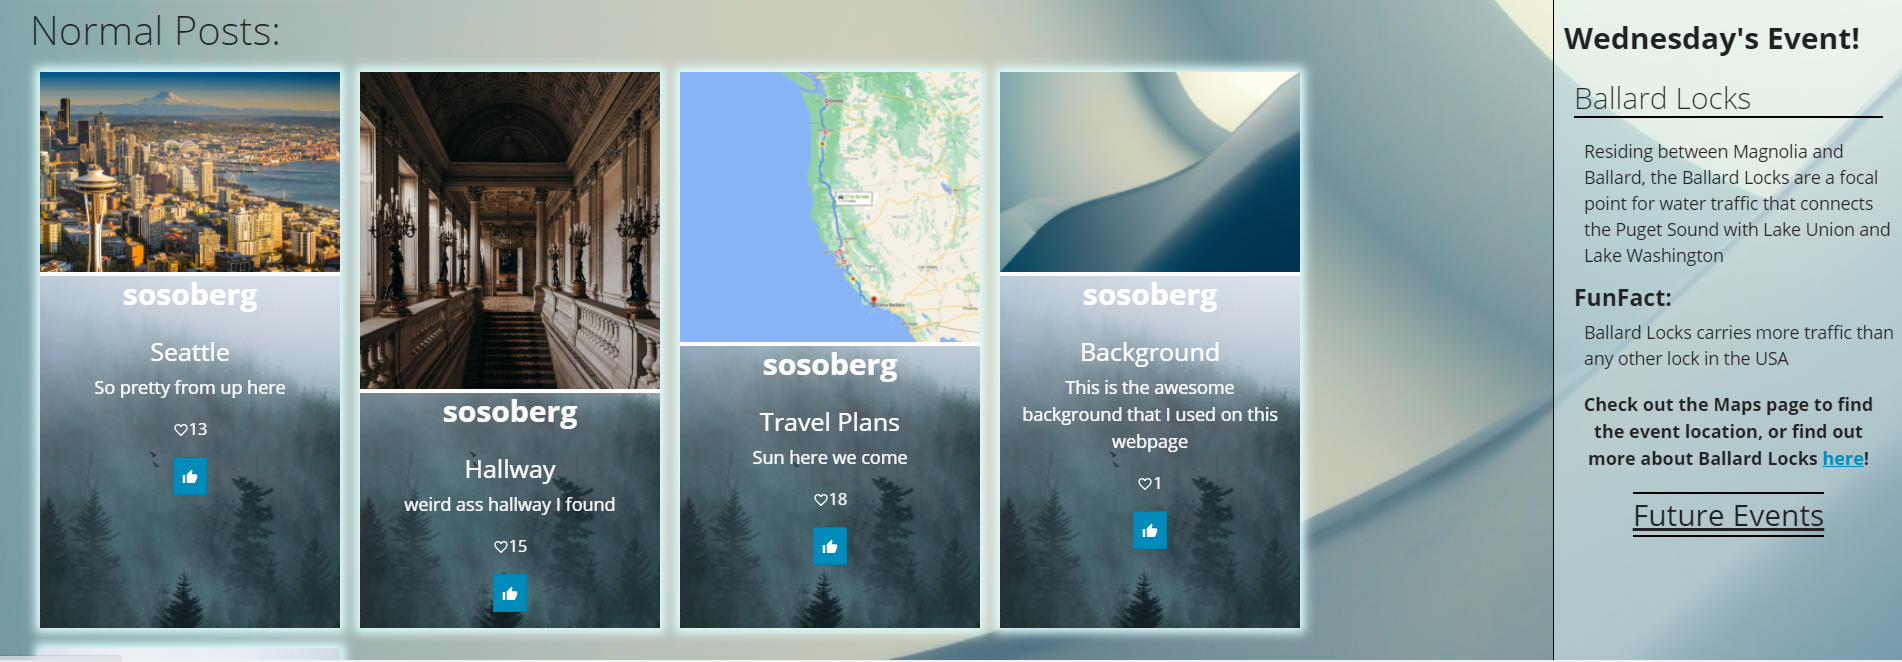 Normal Posts:
sosoberg
Seattle
So pretty from up here
13
sosoberg
Hallway
weird ass hallway I found
15
sosoberg
Travel Plans
Sun here we come
18
sosoberg
Background
This is the awesome
background that I used on this
webpage
1
Wednesday's Event!
Ballard Locks
Residing between Magnolia and
Ballard, the Ballard Locks are a focal
point for water traffic that connects
the Puget Sound with Lake Union and
Lake Washington
FunFact:
Ballard Locks carries more traffic than
any other lock in the USA
Check out the Maps page to find
the event location, or find out
more about Ballard Locks here!
Future Events